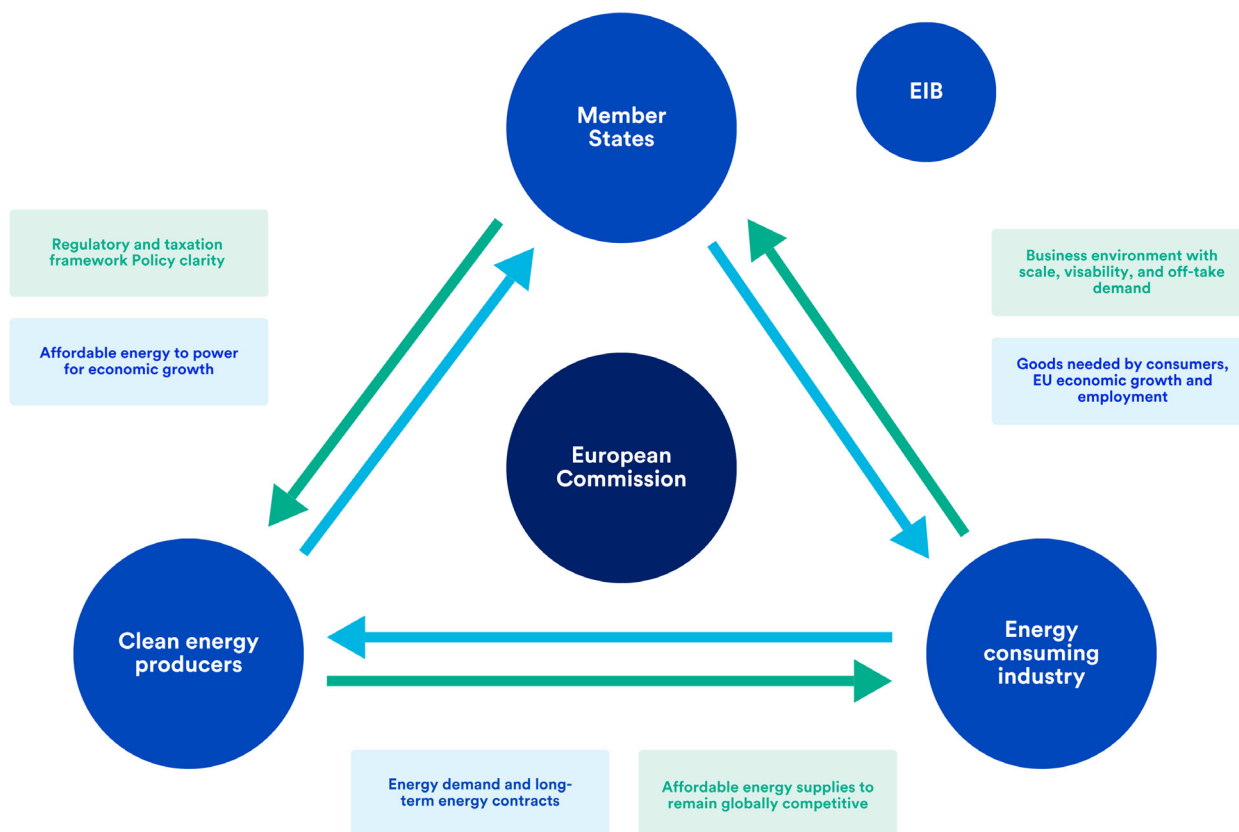 Member
States
EIB
Regulatory and taxation
framework Policy clarity
Affordable energy to power
for economic growth
Business environment with
scale, visability, and off-take
demand
Goods needed by consumers,
EU economic growth and
employment
European
Commission
Clean energy
producers
Energy
consuming
industry
Energy demand and long-
term energy contracts
Affordable energy supplies to
remain globally competitive